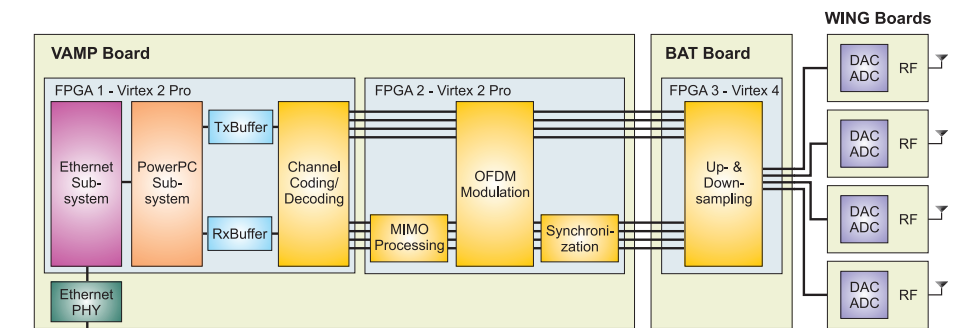 WING Boards
VAMP Board
BAT Board
FPGA 1 - Virtex 2 Pro
FPGA 2 - Virtex 2 Pro
FPGA 3 - Virtex 4
Ethernet
Sub-
system
PowerPC
Sub-
system
TxBuffer
RxBuffer
Channel
Coding/
Decoding
MIMO
Processing
OFDM
Modulation
Synchroni-
zation
Up- &
Down-
sampling
DAC
ADC
RF
DAC
ADC
RF
DAC
ADC
RF
DAC
ADC
RF
Ethernet
PHY